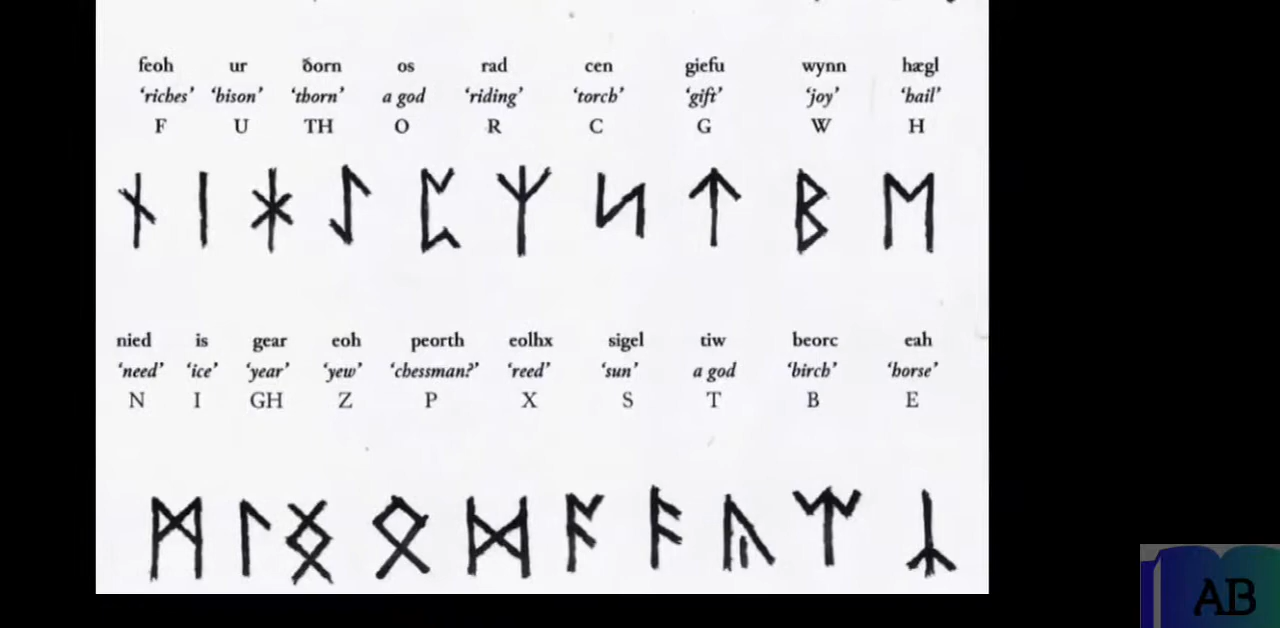 feoh ur ðorn os rad cen giefu wynn hægl
‘riches’ ‘bison’ ‘thorn’ a god ‘riding’ ‘torch’ ‘gift’ ‘joy’ ‘hail’
F U TH O R C G W H
ᚾ ᛁ ᛡ ᛇ ᛈ ᛉ ᛋ ᛏ ᛒ ᛖ
nied is gear eoh peorth eolhx sigel tiw beorc eah
‘need’ ‘ice’ ‘year’ ‘yew’ ‘chessman?’ ‘reed’ ‘sun’ a god ‘birch’ ‘horse’
N I GH Z P X S T B E
ᛗ ᛚ ᛝ ᛟ ᛞ ᚪ ᚫ ᚣ ᛠ ᛣ
AB